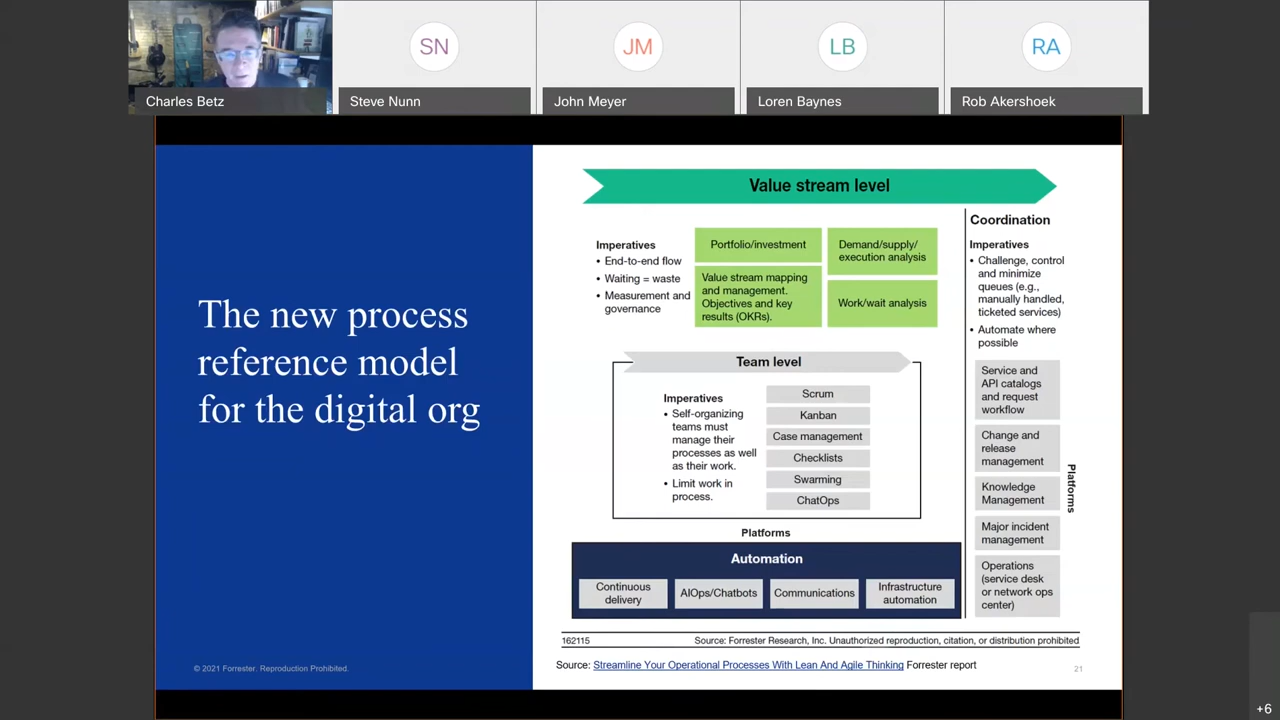 SN
JM
LB
RA
Charles Betz
Steve Nunn
John Meyer
Loren Baynes
Rob Akershoek
The new process
reference model
for the digital org
© 2021 Forrester. Reproduction Prohibited.
Value stream level
Imperatives
• End-to-end flow
• Waiting = waste
• Measurement and
governance
Portfolio/investment
Value stream mapping
and management.
Objectives and key
results (OKRs).
Demand/supply/
execution analysis
Work/wait analysis
Team level
Imperatives
• Self-organizing
teams must
manage their
processes as well
as their work.
• Limit work in
process.
Scrum
Kanban
Case management
Checklists
Swarming
ChatOps
Platforms
Automation
Continuous
delivery
AIOps/Chatbots
Communications
Infrastructure
automation
Coordination
Imperatives
• Challenge, control
and minimize
queues (e.g.,
manually handled,
ticketed services)
• Automate where
possible
Service and
API catalogs
and request
workflow
Change and
release
management
Knowledge
Management
Major incident
management
Operations
(service desk
or network ops
center)
Platforms
162115
Source: Forrester Research, Inc. Unauthorized reproduction, citation, or distribution prohibited
Source: Streamline Your Operational Processes With Lean And Agile Thinking Forrester report
21
+6